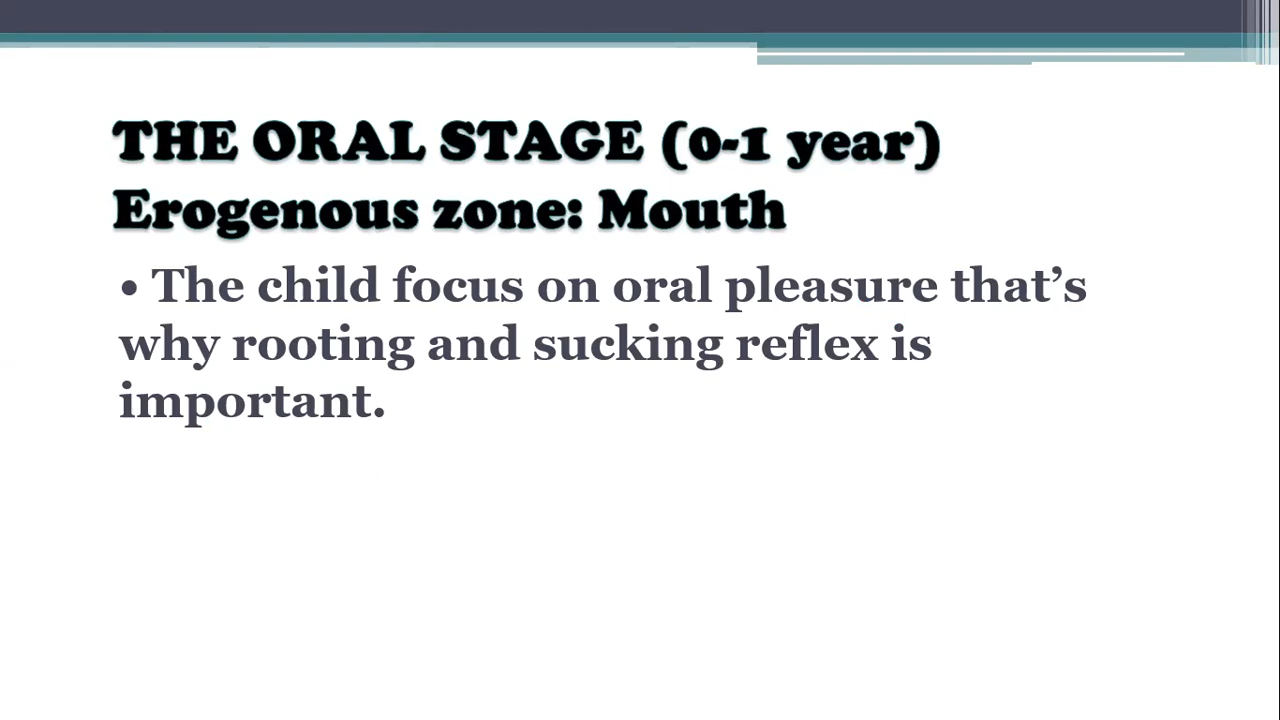 THE ORAL STAGE (0-1 year)
Erogenous zone: Mouth
• The child focus on oral pleasure that’s
why rooting and sucking reflex is
important.